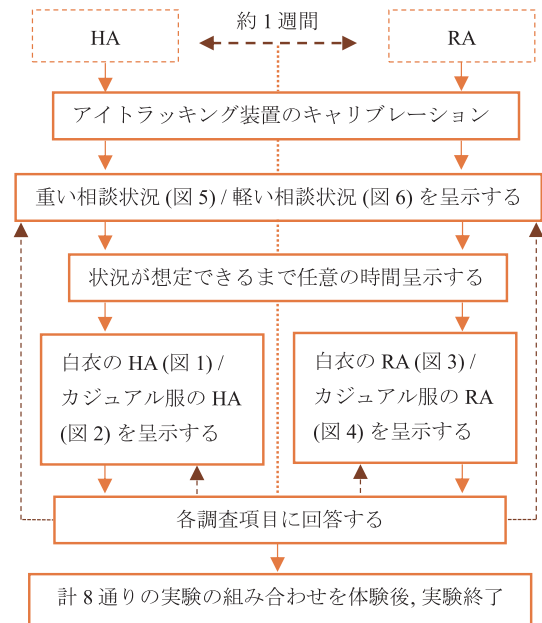 HA
約1週間
RA
アイトラッキング装置のキャリブレーション
重い相談状況 (図 5) / 軽い相談状況 (図 6) を呈示する
状況が想定できるまで任意の時間呈示する
白衣の HA (図 1) /
カジュアル服の HA
(図 2) を呈示する
白衣の RA (図 3) /
カジュアル服の RA
(図 4) を呈示する
各調査項目に回答する
計 8 通りの実験の組み合わせを体験後, 実験終了